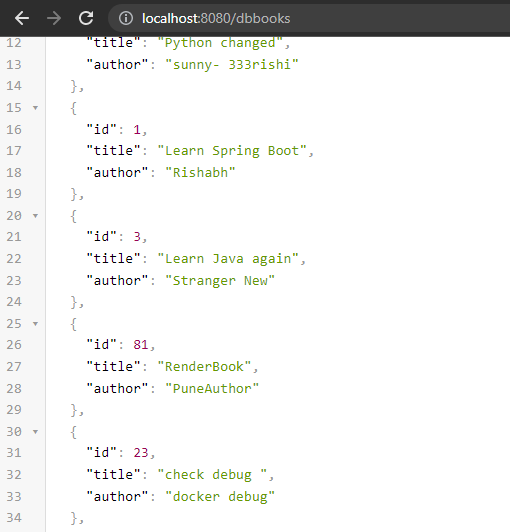 localhost:8080/dbbooks
12 "title": "Python changed",
13 "author": "sunny- 333rishi"
14 },
15 {
16 "id": 1,
17 "title": "Learn Spring Boot",
18 "author": "Rishabh"
19 },
20 {
21 "id": 3,
22 "title": "Learn Java again",
23 "author": "Stranger New"
24 },
25 {
26 "id": 81,
27 "title": "RenderBook",
28 "author": "PuneAuthor"
29 },
30 {
31 "id": 23,
32 "title": "check debug ",
33 "author": "docker debug"
34 },